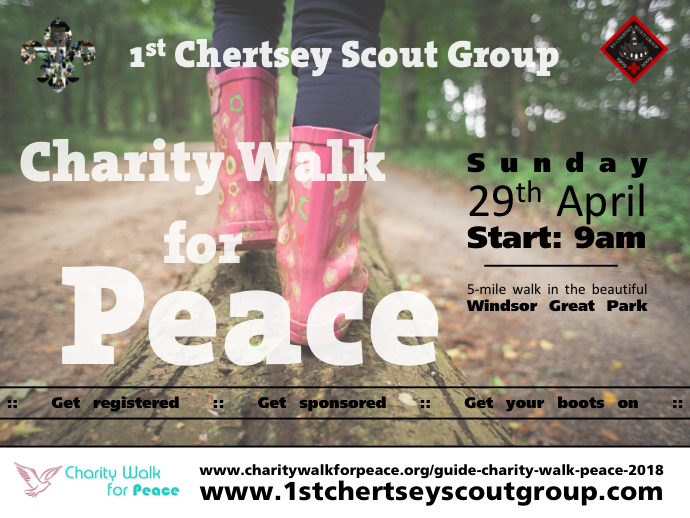 1st Chertsey Scout Group
Charity Walk
for
Peace
Sunday
29th April
Start: 9am
5-mile walk in the beautiful
Windsor Great Park
:: Get registered :: Get sponsored :: Get your boots on ::
Charity Walk
for Peace
www.charitywalkforpeace.org/guide-charity-walk-peace-2018
www.1stchertseyscoutgroup.com